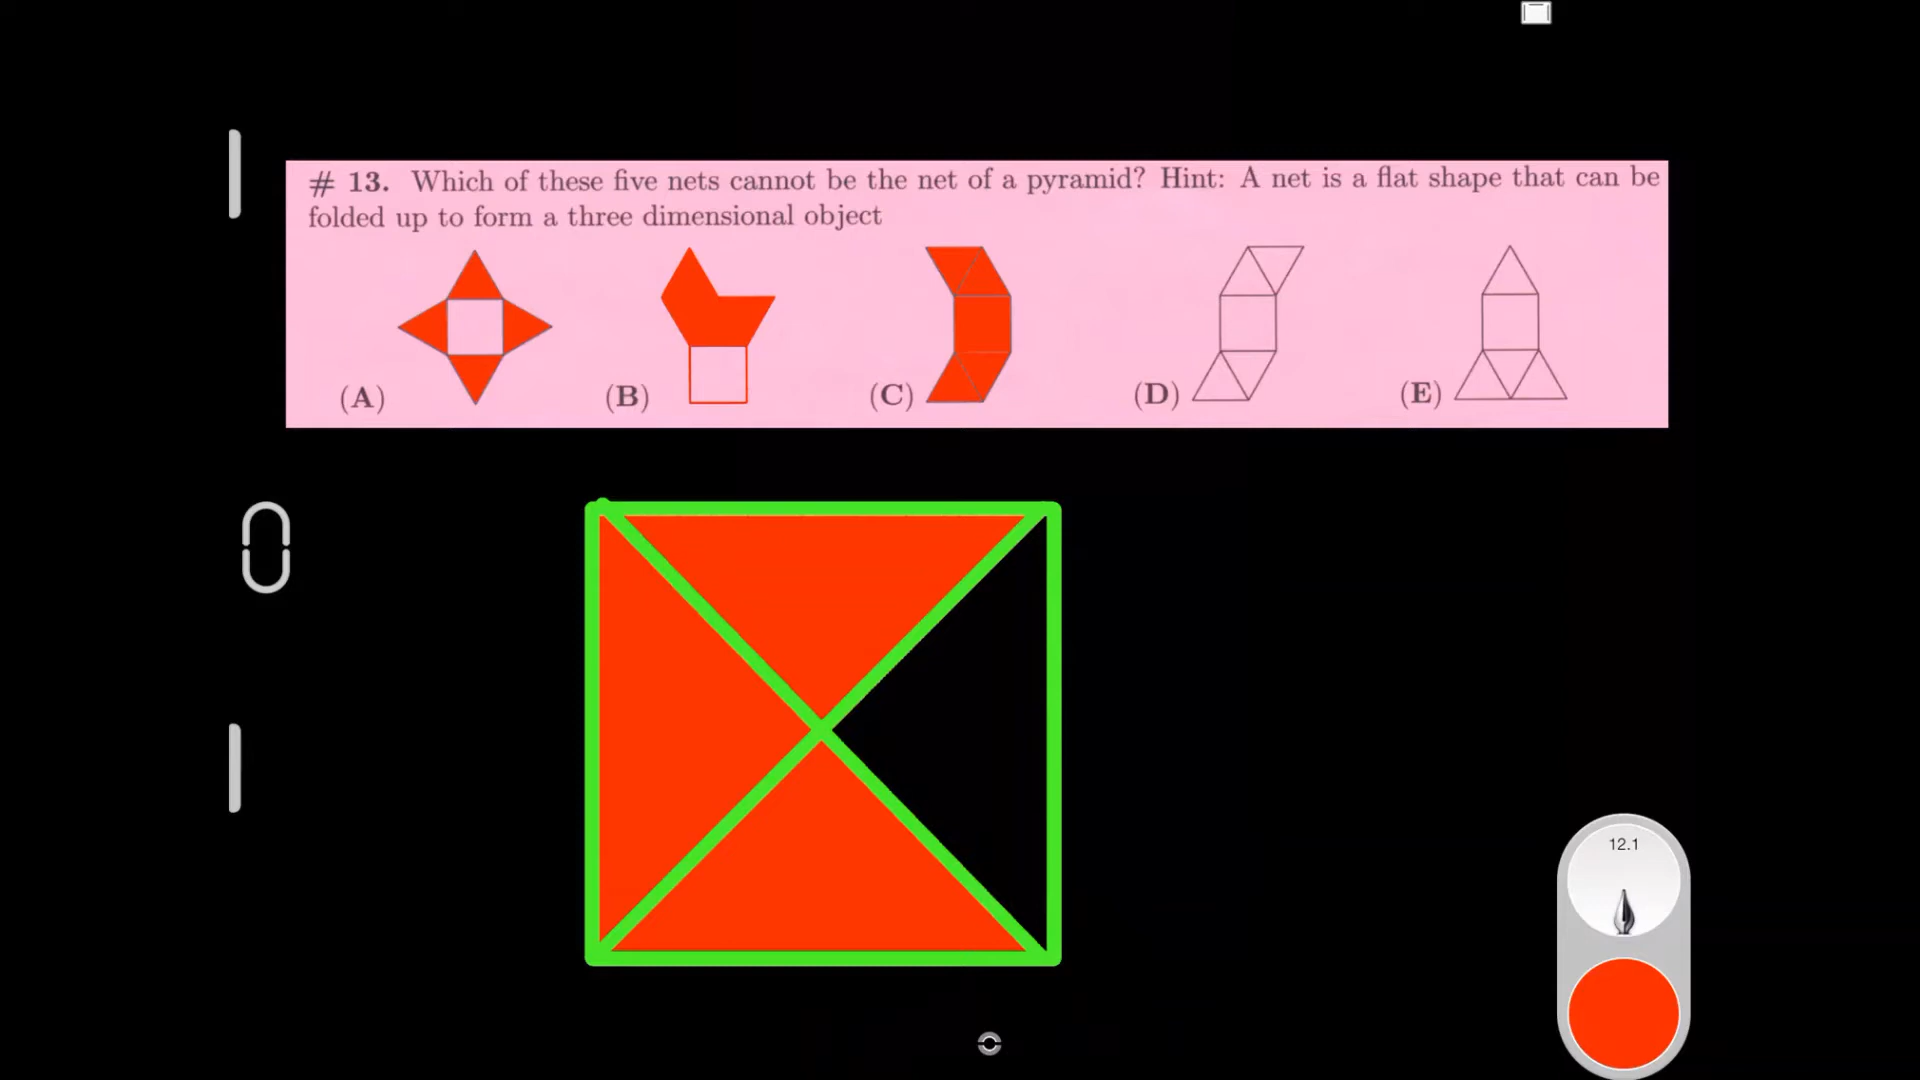 # 13. Which of these five nets cannot be the net of a pyramid? Hint: A net is a flat shape that can be
folded up to form a three dimensional object
(A) (B) (C) (D) (E)
12.1